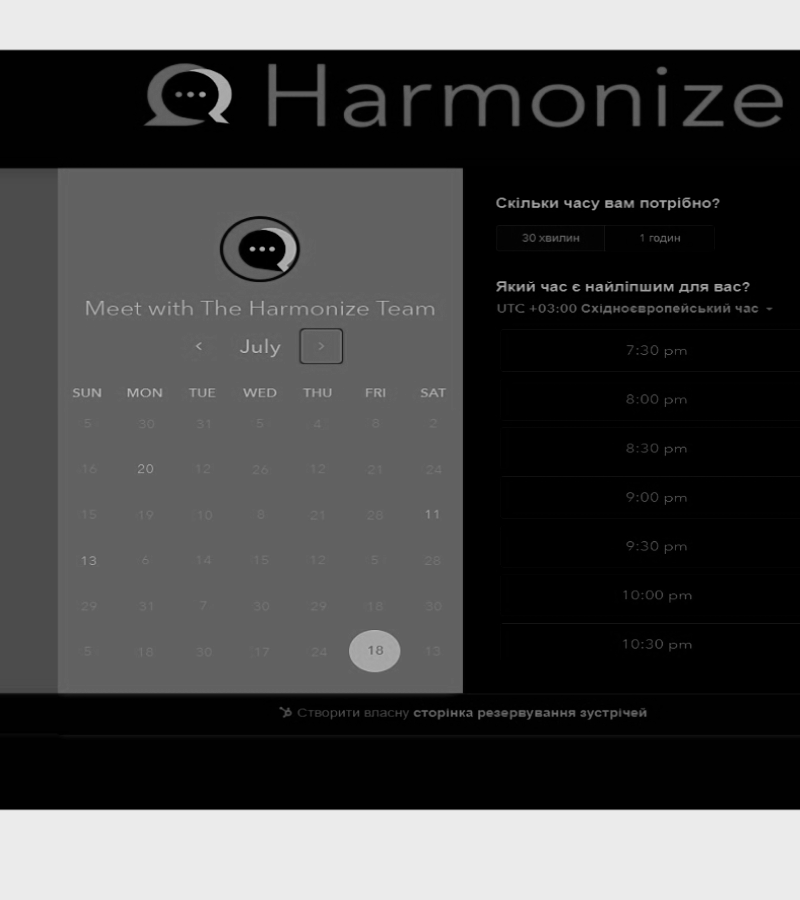 Harmonize
Meet with The Harmonize Team
July
SUN MON TUE WED THU FRI SAT
5 30 31 5 4 8 2
16 20 12 26 12 21 24
15 19 10 8 21 28 11
13 6 14 15 12 5 28
29 31 7 30 29 18 30
5 18 30 17 24 18 13
Скільки часу вам потрібно?
30 хвилин 1 годин
Який час є найліпшим для вас?
UTC +03:00 Східноєвропейський час
7:30 pm
8:00 pm
8:30 pm
9:00 pm
9:30 pm
10:00 pm
10:30 pm
Створити власну сторінка резервування зустрічей